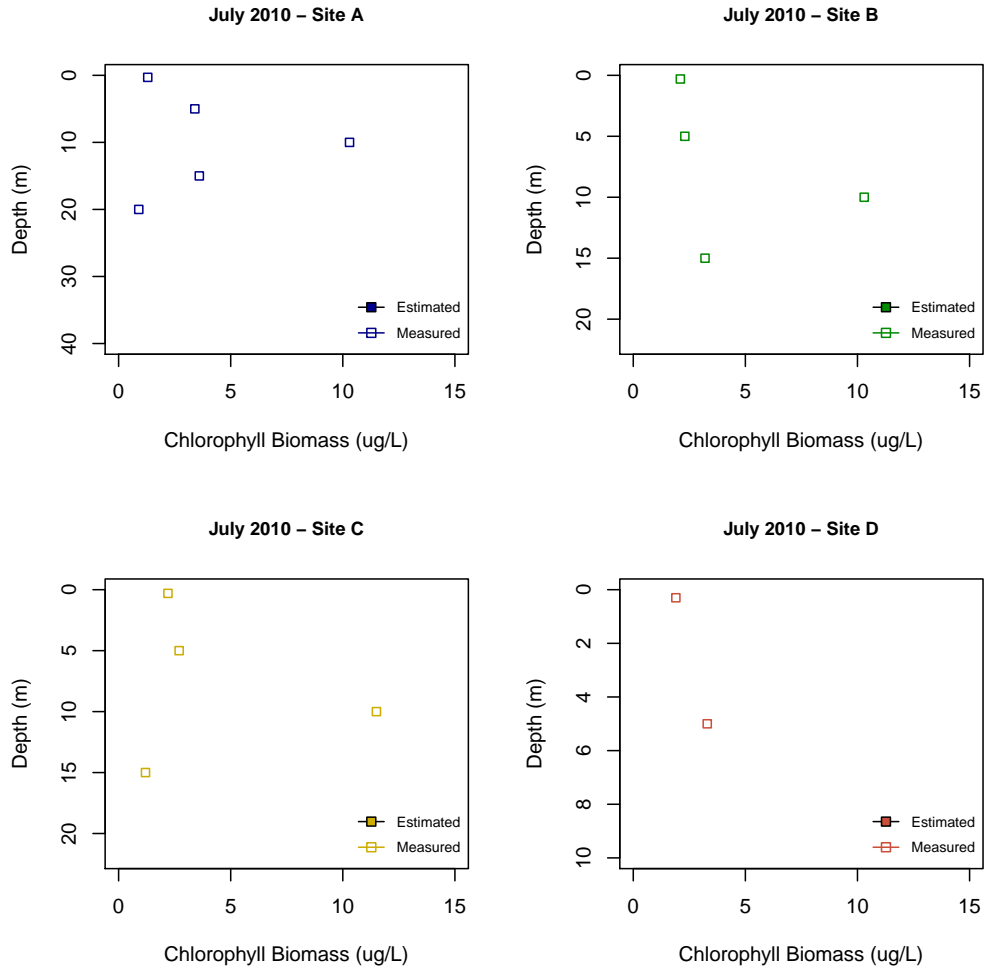 July 2010 – Site A
Depth (m)
0
10
20
30
40
Estimated
Measured
0 5 10 15
Chlorophyll Biomass (ug/L)
July 2010 – Site B
Depth (m)
0
5
10
15
20
Estimated
Measured
0 5 10 15
Chlorophyll Biomass (ug/L)
July 2010 – Site C
Depth (m)
0
5
10
15
20
Estimated
Measured
0 5 10 15
Chlorophyll Biomass (ug/L)
July 2010 – Site D
Depth (m)
0
2
4
6
8
10
Estimated
Measured
0 5 10 15
Chlorophyll Biomass (ug/L)